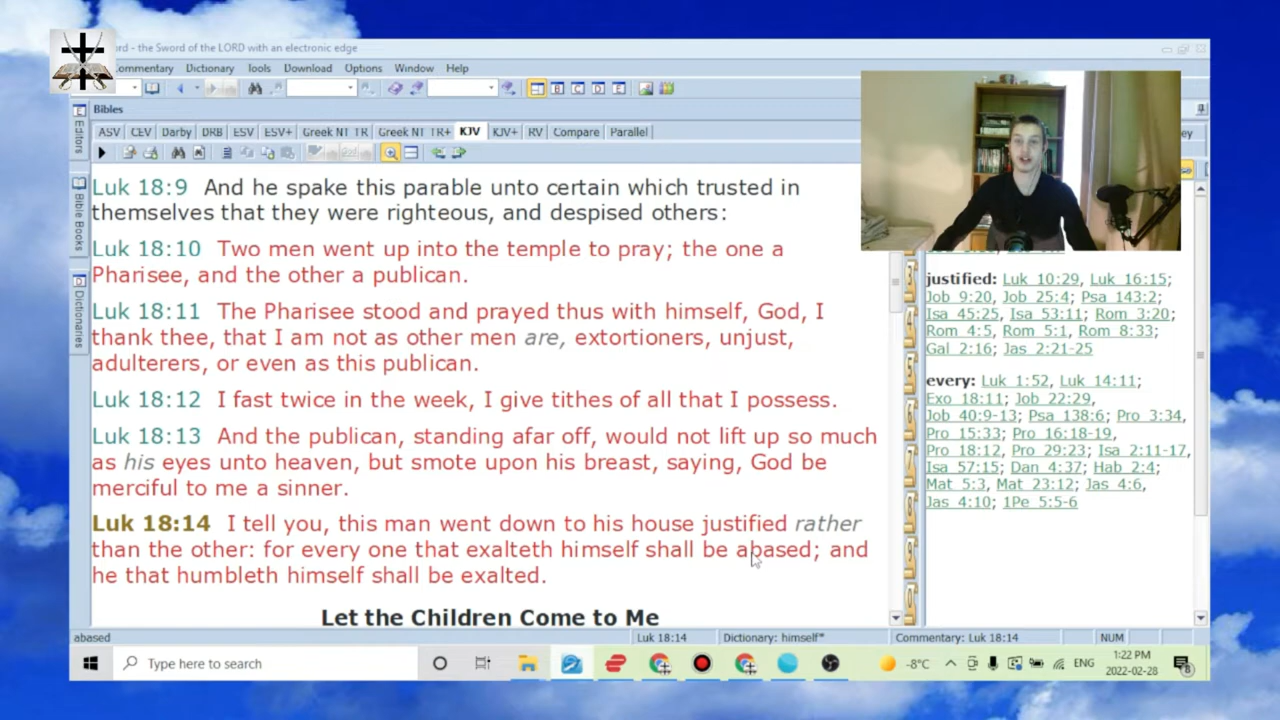 ord - the Sword of the LORD with an electronic edge
ommentary Dictionary Tools Download Options Window Help
Bibles
ASV CEV Darby DRB ESV ESV+ Greek NT TR Greek NT TR+ KJV KJV+ RV Compare Parallel
Editors
Bible Books
Dictionaries
Luk 18:9 And he spake this parable unto certain which trusted in
themselves that they were righteous, and despised others:
Luk 18:10 Two men went up into the temple to pray; the one a
Pharisee, and the other a publican.
Luk 18:11 The Pharisee stood and prayed thus with himself, God, I
thank thee, that I am not as other men are, extortioners, unjust,
adulterers, or even as this publican.
Luk 18:12 I fast twice in the week, I give tithes of all that I possess.
Luk 18:13 And the publican, standing afar off, would not lift up so much
as his eyes unto heaven, but smote upon his breast, saying, God be
merciful to me a sinner.
Luk 18:14 I tell you, this man went down to his house justified rather
than the other: for every one that exalteth himself shall be abased; and
he that humbleth himself shall be exalted.
Let the Children Come to Me
ey
justified: Luk 10:29, Luk 16:15;
Job 9:20, Job 25:4; Psa 143:2;
Isa 45:25, Isa 53:11; Rom 3:20;
Rom 4:5, Rom 5:1, Rom 8:33;
Gal 2:16; Jas 2:21-25
every: Luk 1:52, Luk 14:11;
Exo 18:11; Job 22:29,
Job 40:9-13; Psa 138:6; Pro 3:34,
Pro 15:33; Pro 16:18-19,
Pro 18:12, Pro 29:23; Isa 2:11-17,
Isa 57:15; Dan 4:37; Hab 2:4;
Mat 5:3, Mat 23:12; Jas 4:6,
Jas 4:10; 1Pe 5:5-6
abased Luk 18:14 Dictionary: himself* Commentary: Luk 18:14 NUM
Type here to search
-8°C ENG
1:22 PM
2022-02-28
8